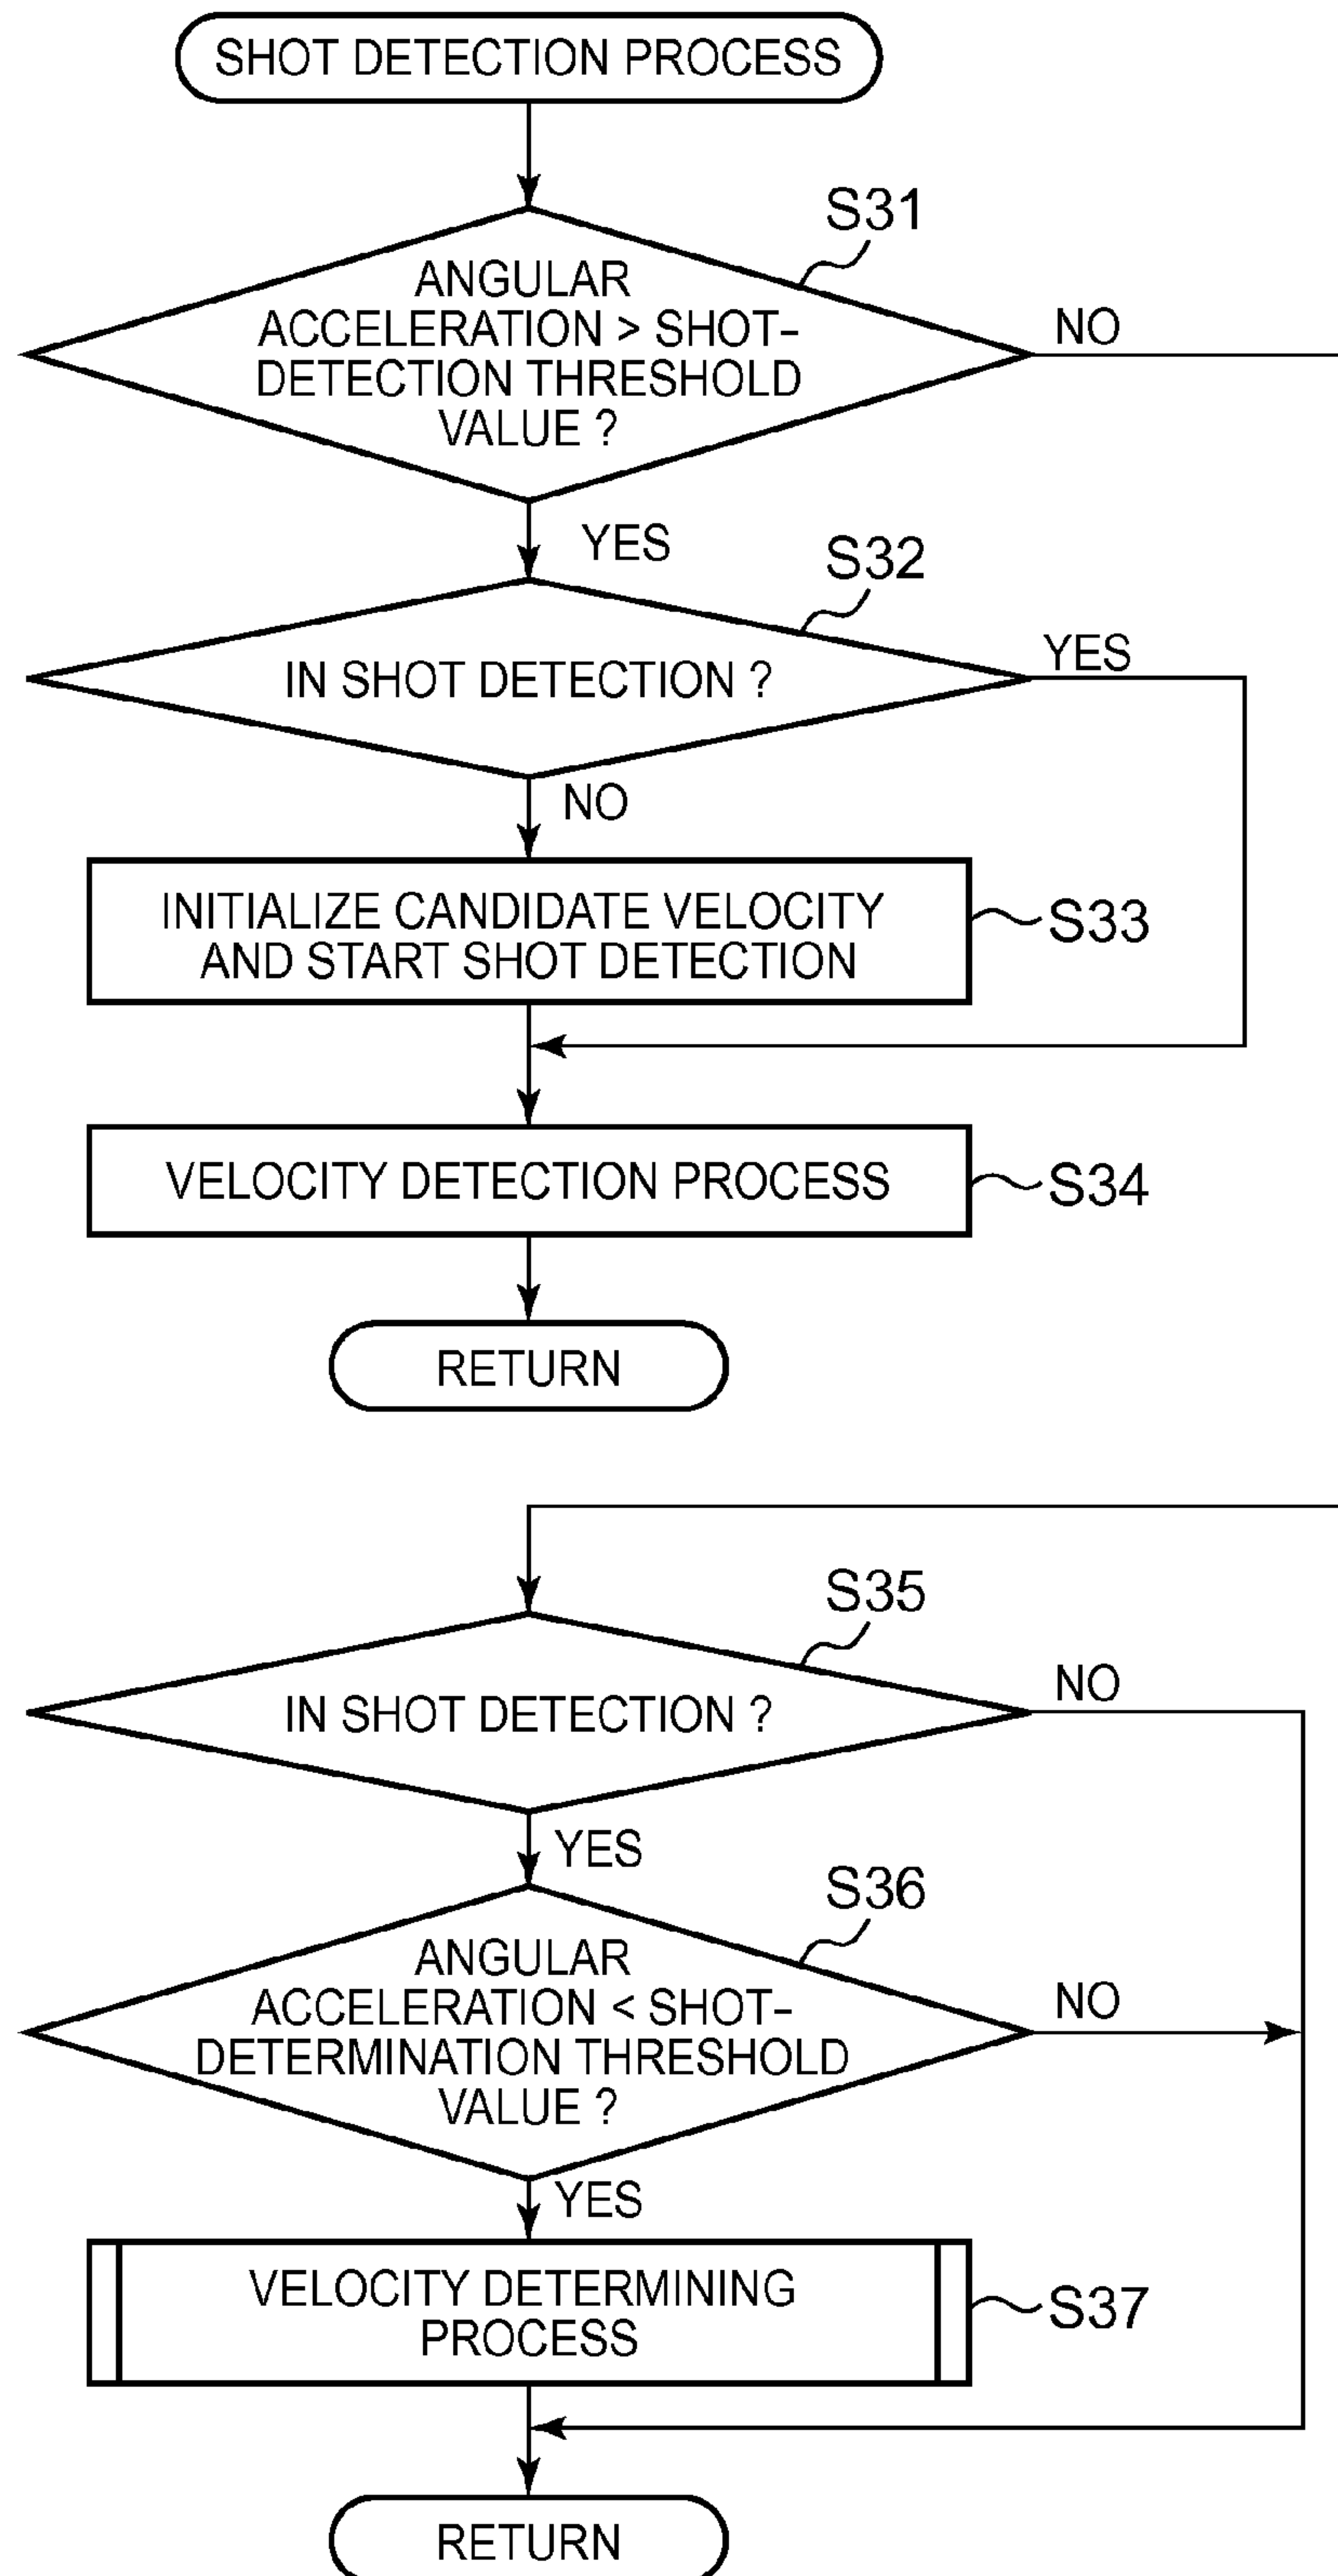 SHOT DETECTION PROCESS
S31
ANGULAR
ACCELERATION > SHOT-
DETECTION THRESHOLD
VALUE ?
NO
YES
S32
IN SHOT DETECTION ?
YES
NO
INITIALIZE CANDIDATE VELOCITY
AND START SHOT DETECTION
S33
VELOCITY DETECTION PROCESS
S34
RETURN
S35
IN SHOT DETECTION ?
NO
YES
S36
ANGULAR
ACCELERATION < SHOT-
DETERMINATION THRESHOLD
VALUE ?
NO
YES
VELOCITY DETERMINING
PROCESS
S37
RETURN